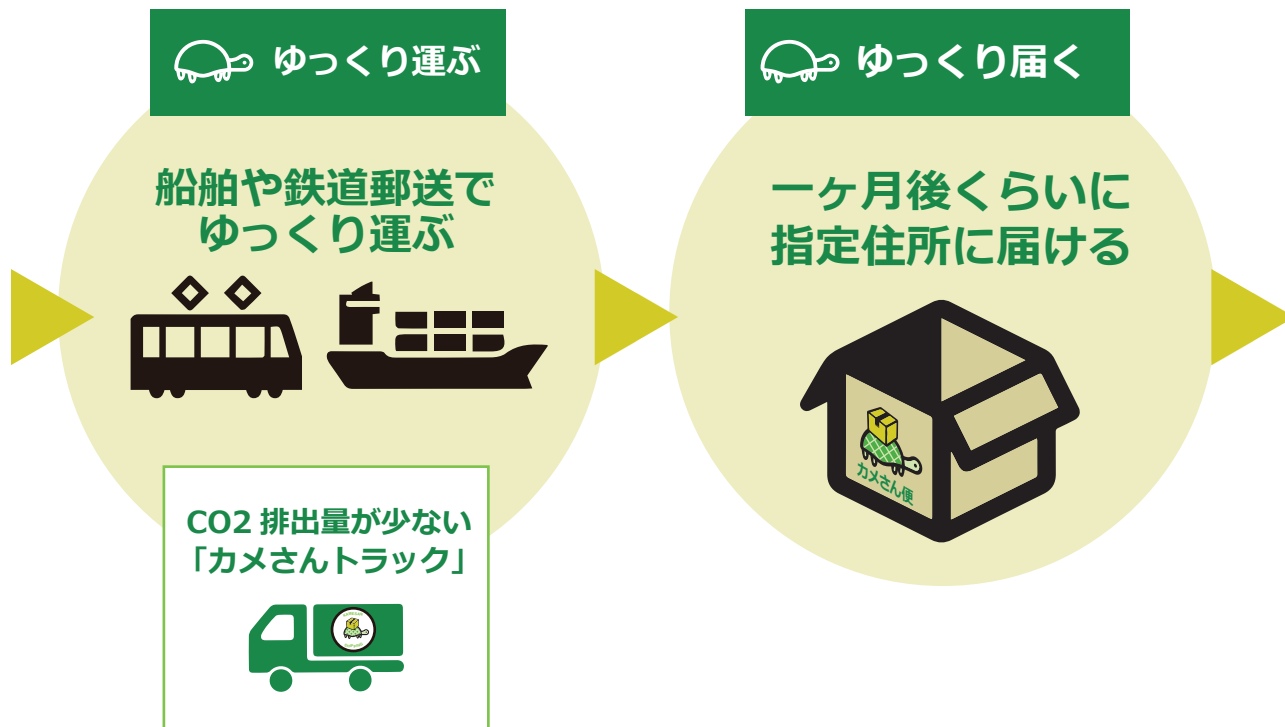 ゆっくり運ぶ
船舶や鉄道郵送で
ゆっくり運ぶ
CO2 排出量が少ない
「カメさんトラック」
ゆっくり届く
一ヶ月後くらいに
指定住所に届ける
カメさん便